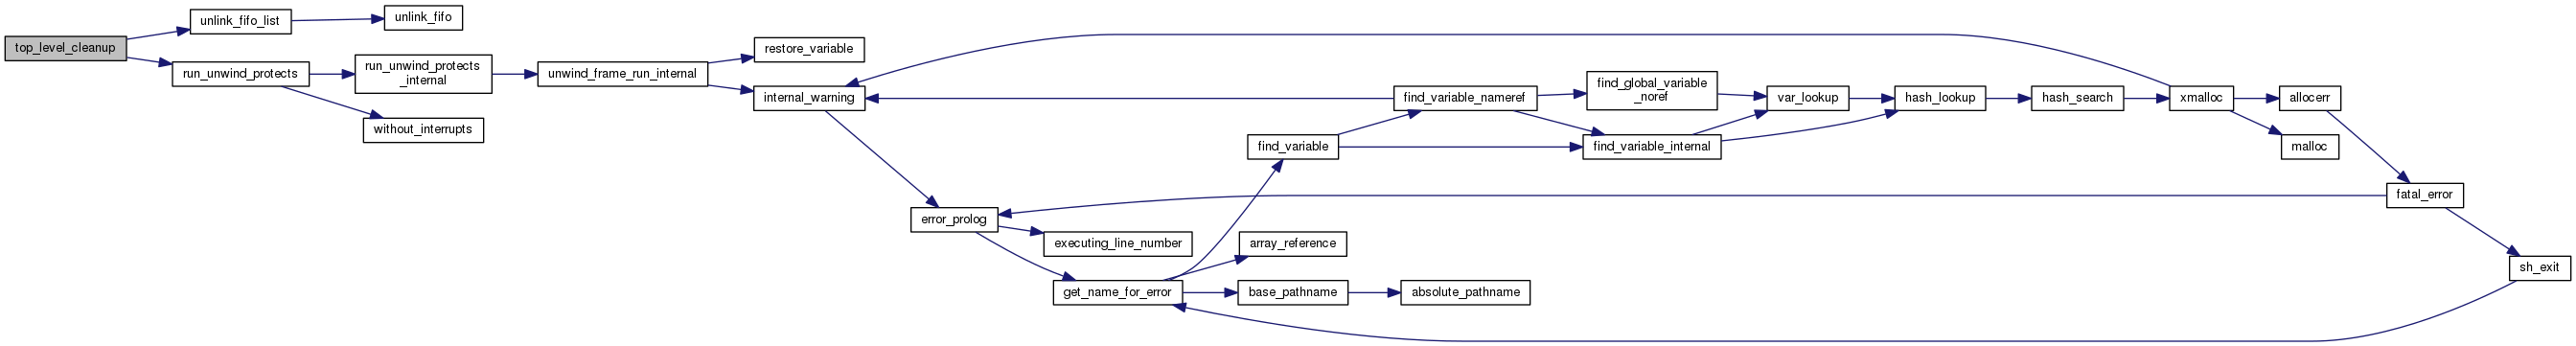 top_level_cleanup
unlink_fifo_list
unlink_fifo
run_unwind_protects
run_unwind_protects
_internal
without_interrupts
unwind_frame_run_internal
restore_variable
internal_warning
error_prolog
executing_line_number
get_name_for_error
find_variable
array_reference
base_pathname
absolute_pathname
find_variable_nameref
find_global_variable
_noref
find_variable_internal
var_lookup
hash_lookup
hash_search
xmalloc
allocerr
malloc
fatal_error
sh_exit